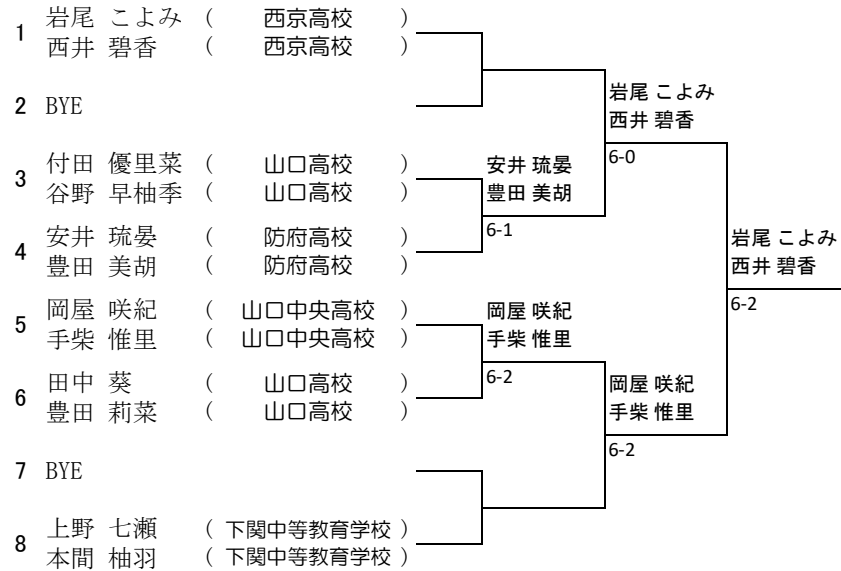 1 岩尾 こよみ ( 西京高校 )
西井 碧香 ( 西京高校 )
2 BYE
3 付田 優里菜 ( 山口高校 )
谷野 早柚季 ( 山口高校 )
4 安井 琉晏 ( 防府高校 )
豊田 美胡 ( 防府高校 )
5 岡屋 咲紀 ( 山口中央高校 )
手柴 惟里 ( 山口中央高校 )
6 田中 葵 ( 山口高校 )
豊田 莉菜 ( 山口高校 )
7 BYE
8 上野 七瀬 ( 下関中等教育学校 )
本間 柚羽 ( 下関中等教育学校 )
安井 琉晏
豊田 美胡
6-1
岡屋 咲紀
手柴 惟里
6-2
岩尾 こよみ
西井 碧香
6-0
岡屋 咲紀
手柴 惟里
6-2
岩尾 こよみ
西井 碧香
6-2